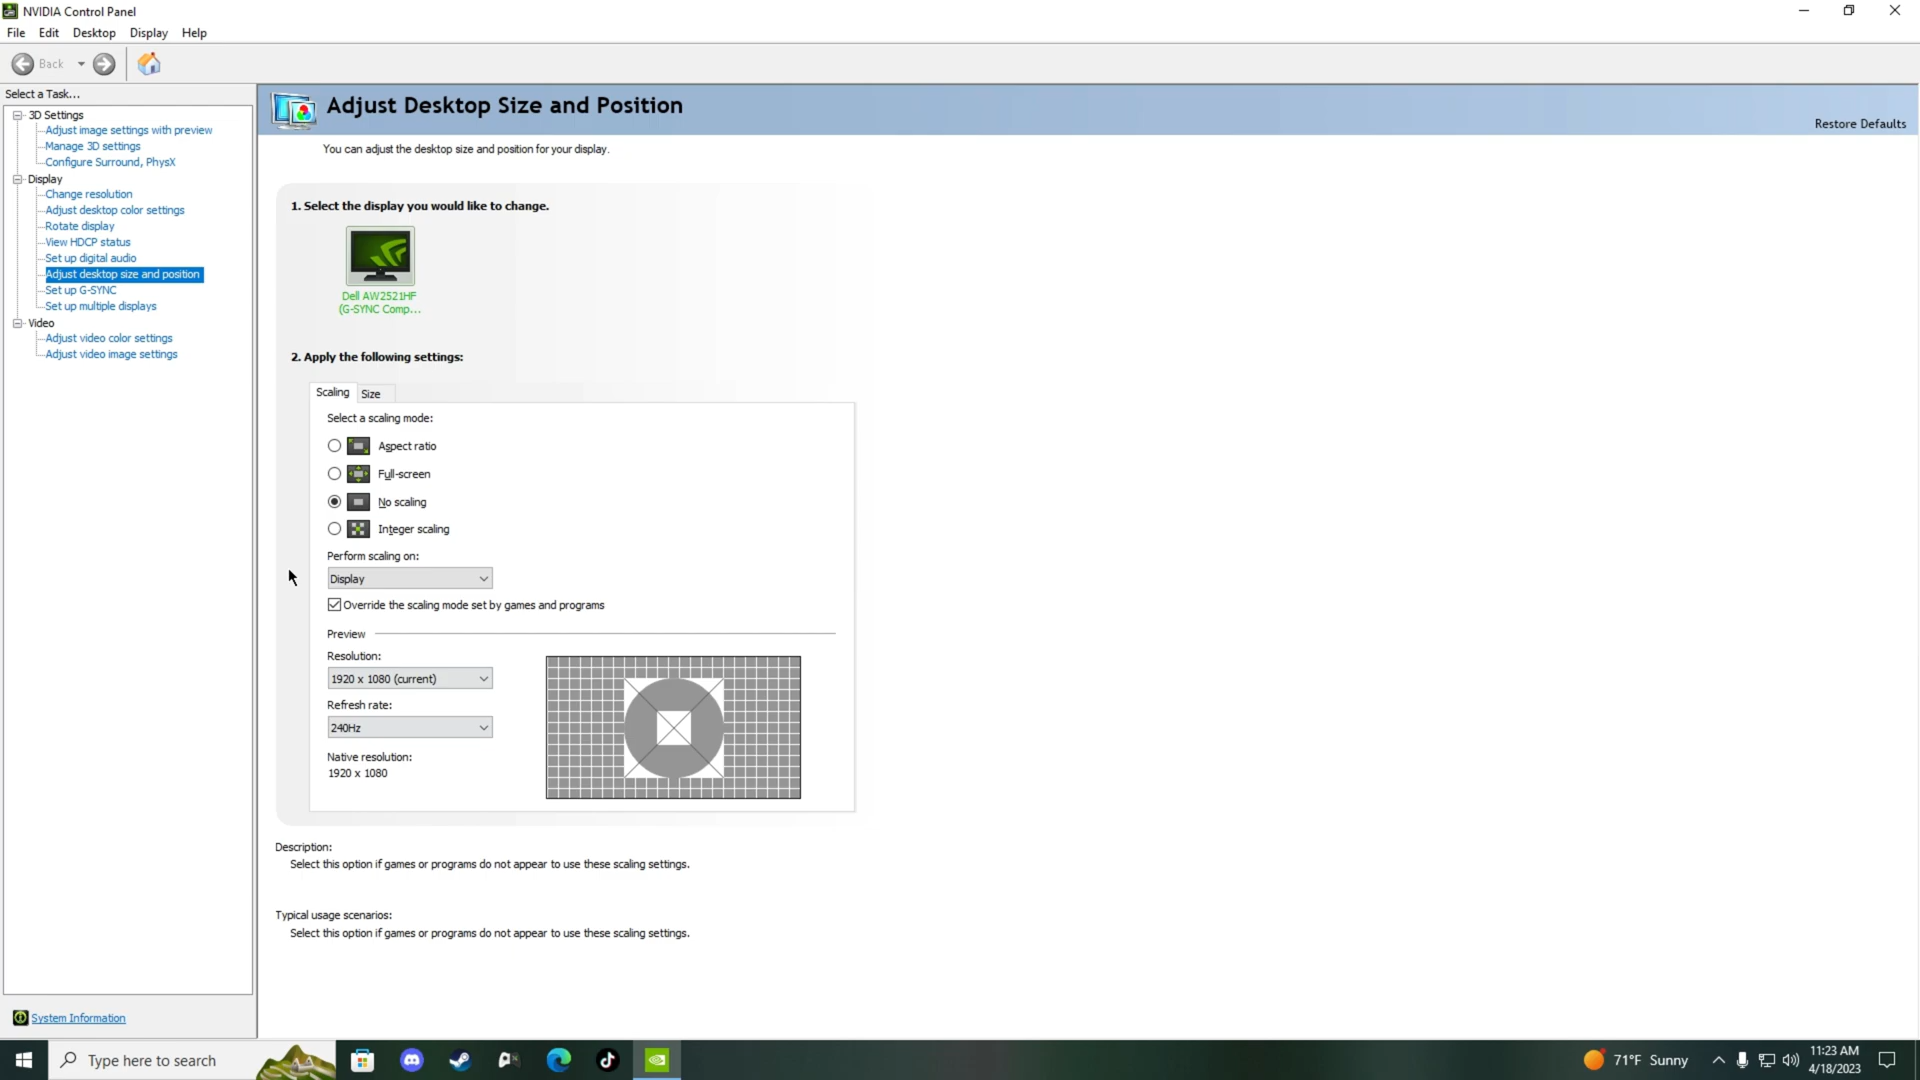 NVIDIA Control Panel
File Edit Desktop Display Help
Back
Select a Task...
3D Settings
Adjust image settings with preview
Manage 3D settings
Configure Surround, PhysX
Display
Change resolution
Adjust desktop color settings
Rotate display
View HDCP status
Set up digital audio
Adjust desktop size and position
Set up G-SYNC
Set up multiple displays
Video
Adjust video color settings
Adjust video image settings
System Information
Adjust Desktop Size and Position
Restore Defaults
You can adjust the desktop size and position for your display.
1. Select the display you would like to change.
Dell AW2521HF
(G-SYNC Comp...
2. Apply the following settings:
Scaling Size
Select a scaling mode:
Aspect ratio
Full-screen
No scaling
Integer scaling
Perform scaling on:
Display
Override the scaling mode set by games and programs
Preview
Resolution:
1920 x 1080 (current)
Refresh rate:
240Hz
Native resolution:
1920 x 1080
Description:
Select this option if games or programs do not appear to use these scaling settings.
Typical usage scenarios:
Select this option if games or programs do not appear to use these scaling settings.
Type here to search
71°F Sunny
11:23 AM
4/18/2023